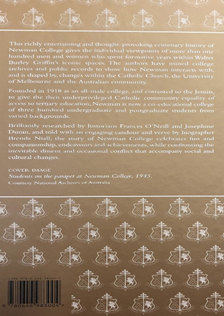 This richly entertaining and thought-provoking centenary history of
Newman College gives the individual viewpoints of more than one
hundred men and women who spent formative years within Walter
Burley Griffin's iconic spaces. The authors have mined college
archives and public records to show how Newman interacts with,
and is shaped by changes within the Catholic Church, the University
of Melbourne and the Australian community.
Founded in 1918 as an all-male college, and entrusted to the Jesuits,
to give the then underprivileged Catholic community equality of
access to tertiary education, Newman is now a co-educational college
of three hundred undergraduate and postgraduate students from
varied backgrounds.
Brilliantly researched by historians Frances O'Neill and Josephine
Dunin, and told with an engaging candour and verve by biographer
Brenda Niall, the story of Newman College celebrates fun and
companionship, endeavour and achievement, while confronting the
inevitable dissent and occasional conflict that accompany social and
cultural changes.
COVER IMAGE
Students on the parapet at Newman College, 1945.
Courtesy National Archives of Australia